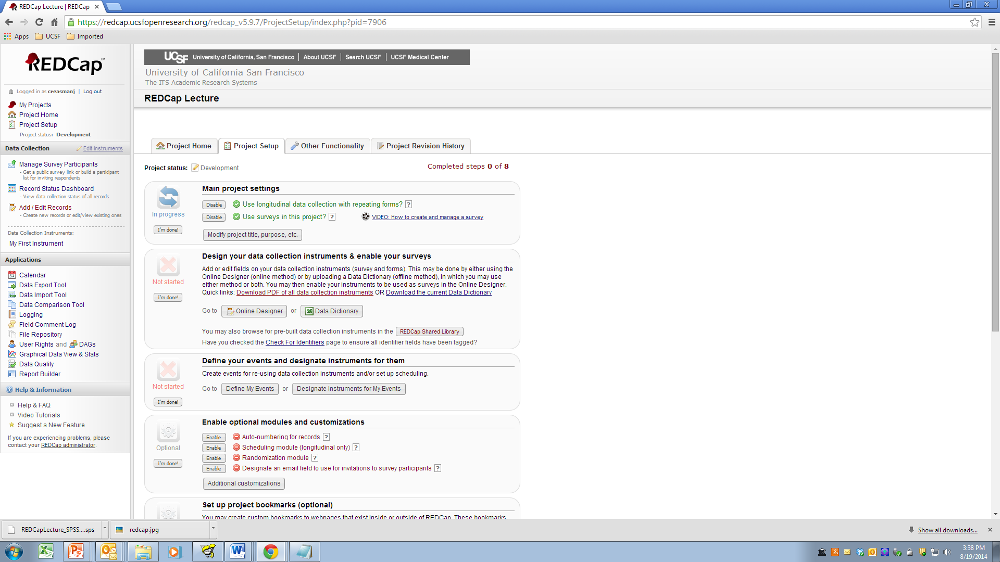 REDCap Lecture | REDCap
https://redcap.ucsfopenresearch.org/redcap_v5.9.7/ProjectSetup/index.php?pid=7906
Apps UCSF Imported
REDCap™
Logged in as creasmanj | Log out
My Projects
Project Home
Project Setup
Project status: Development
Data Collection Edit instruments
Manage Survey Participants
- Get a public survey link or build a participant
list for inviting respondents
Record Status Dashboard
- View data collection status of all records
Add / Edit Records
- Create new records or edit/view existing ones
Data Collection Instruments:
My First Instrument
Applications
31 Calendar
Data Export Tool
Data Import Tool
Data Comparison Tool
Logging
Field Comment Log
File Repository
User Rights and DAGs
Graphical Data View & Stats
Data Quality
Report Builder
Help & Information
Help & FAQ
Video Tutorials
Suggest a New Feature
If you are experiencing problems, please
contact your REDCap administrator.
UCSF University of California, San Francisco | About UCSF | Search UCSF | UCSF Medical Center
University of California San Francisco
The ITS Academic Research Systems
REDCap Lecture
Project Home Project Setup Other Functionality Project Revision History
Project status: Development Completed steps 0 of 8
Main project settings
Disable Use longitudinal data collection with repeating forms? ?
In progress
Disable Use surveys in this project? ? VIDEO: How to create and manage a survey
I'm done!
Modify project title, purpose, etc.
Design your data collection instruments & enable your surveys
Add or edit fields on your data collection instruments (survey and forms). This may be done by either using the
Online Designer (online method) or by uploading a Data Dictionary (offline method), in which you may use
Not started
either method or both. You may then enable your instruments to be used as surveys in the Online Designer.
Quick links: Download PDF of all data collection instruments OR Download the current Data Dictionary
I'm done!
Go to Online Designer or Data Dictionary
You may also browse for pre-built data collection instruments in the REDCap Shared Library
Have you checked the Check For Identifiers page to ensure all identifier fields have been tagged?
Define your events and designate instruments for them
Create events for re-using data collection instruments and/or set up scheduling.
Not started
Go to Define My Events or Designate Instruments for My Events
I'm done!
Enable optional modules and customizations
Enable Auto-numbering for records ?
Optional
Enable Scheduling module (longitudinal only) ?
Enable Randomization module ?
I'm done!
Enable Designate an email field to use for invitations to survey participants ?
Additional customizations
Set up project bookmarks (optional)
You may create custom bookmarks to webpages that exist inside or outside of REDCap. These bookmarks
REDCapLecture_SPSS....sps redcap.jpg Show all downloads...
3:38 PM
8/19/2014